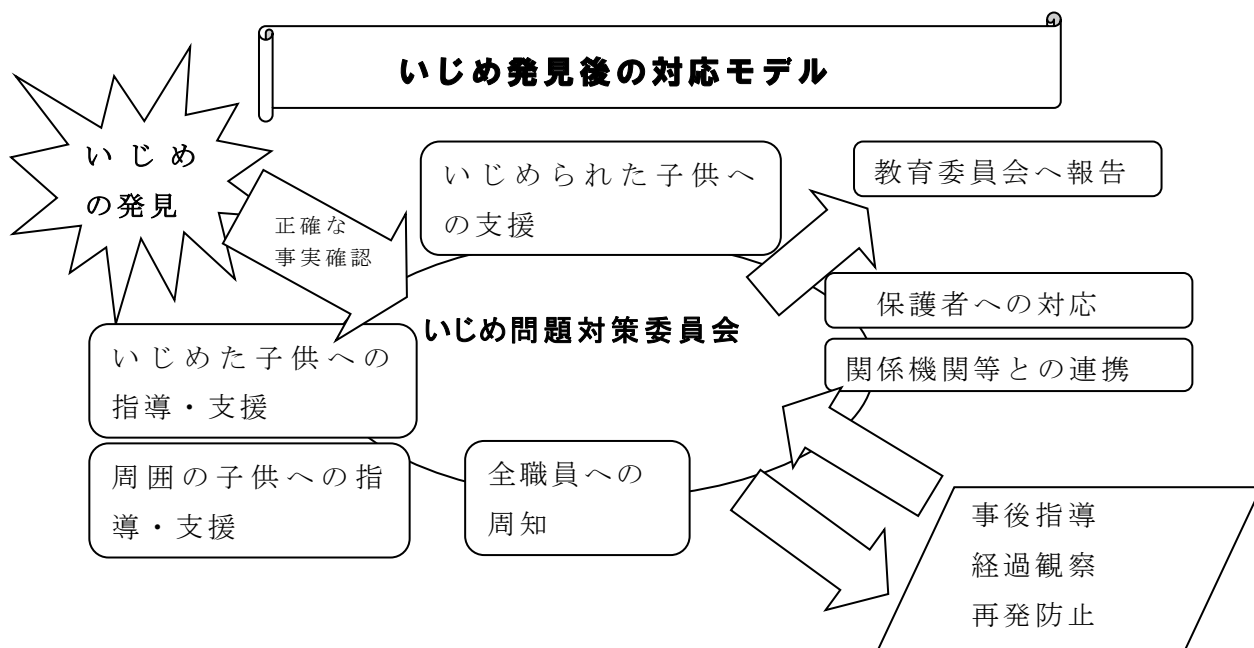 いじめ発見後の対応モデル
いじめ
の発見
正確な
事実確認
いじめられた子供へ
の支援
教育委員会へ報告
保護者への対応
関係機関等との連携
いじめ問題対策委員会
いじめた子供への
指導・支援
周囲の子供への指
導・支援
全職員への
周知
事後指導
経過観察
再発防止